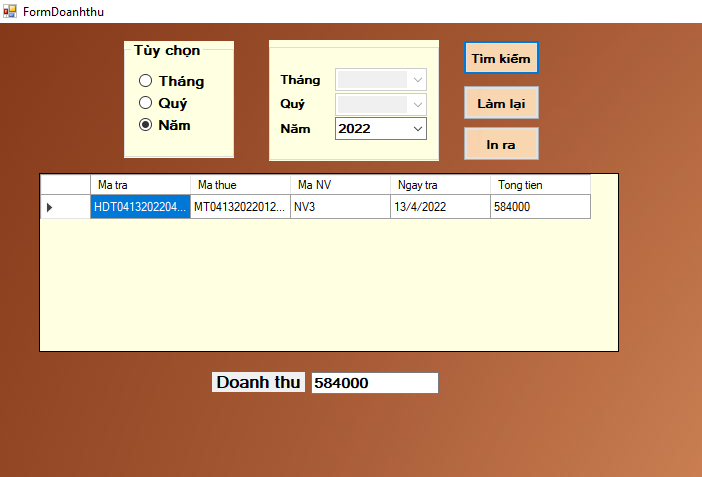 FormDoanhthu
Tùy chọn
Tháng
Quý
Năm
Tháng
Quý
Năm 2022
Tìm kiếm
Làm lại
In ra
Ma tra Ma thue Ma NV Ngay tra Tong tien
HDT0413202204... MT04132022012... NV3 13/4/2022 584000
Doanh thu 584000